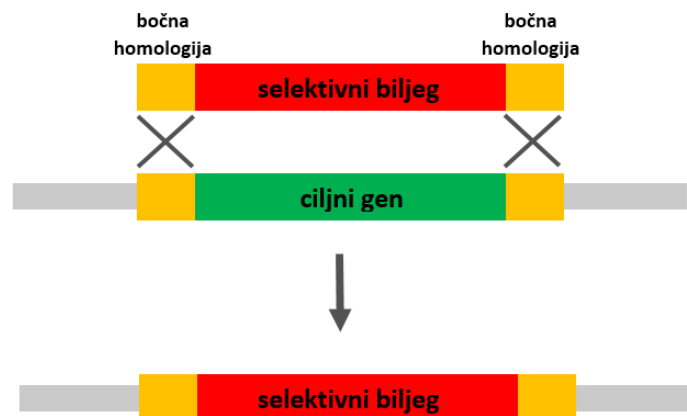 bočna
homologija
bočna
homologija
selektivni biljeg
ciljni gen
selektivni biljeg